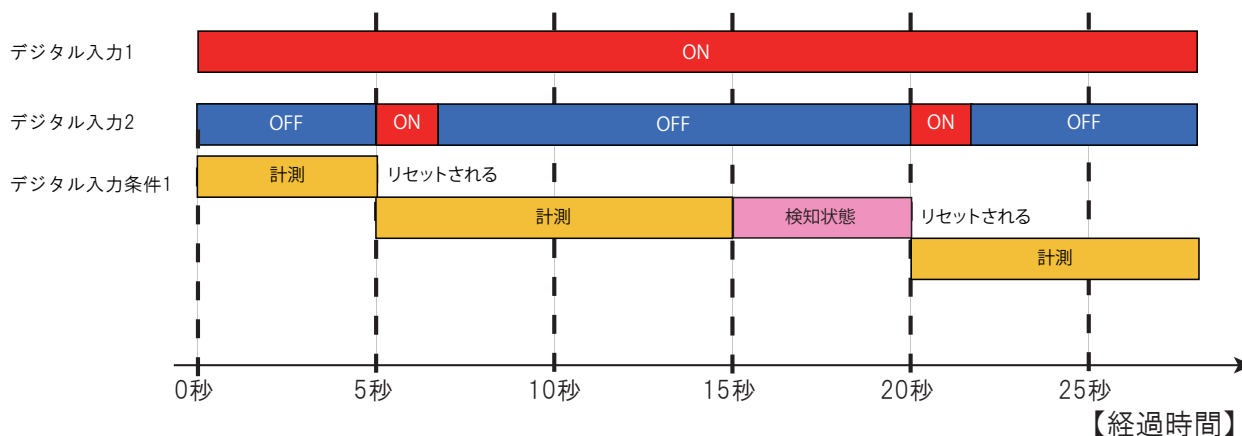 デジタル入力1
ON
デジタル入力2
OFF ON OFF ON OFF
デジタル入力条件1
計測 リセットされる
計測 検知状態 リセットされる
計測
0秒 5秒 10秒 15秒 20秒 25秒
【経過時間】